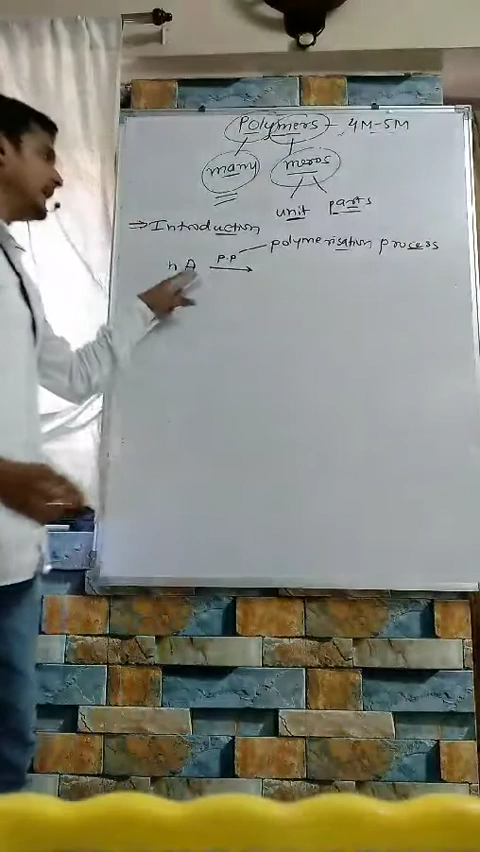 Polymers - 4M-5M
many meros
unit parts
⇒ Introduction
P.P polymerisation process
n A →